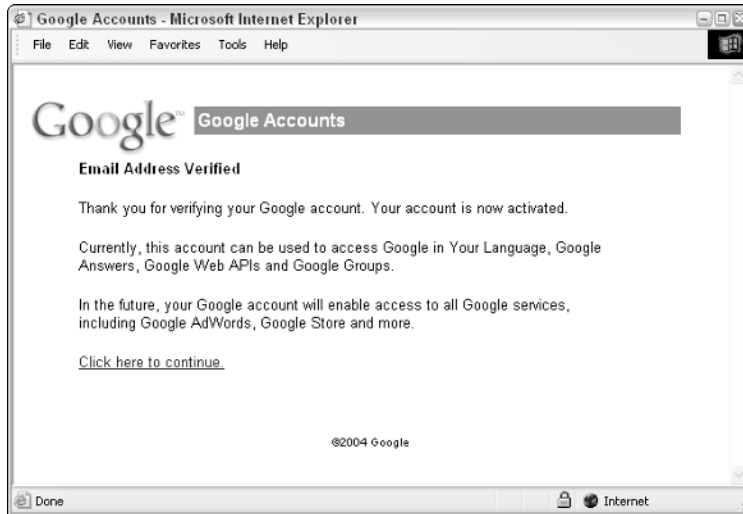 Google Accounts - Microsoft Internet Explorer
File Edit View Favorites Tools Help
Google™ Google Accounts
Email Address Verified
Thank you for verifying your Google account. Your account is now activated.
Currently, this account can be used to access Google in Your Language, Google
Answers, Google Web APIs and Google Groups.
In the future, your Google account will enable access to all Google services,
including Google AdWords, Google Store and more.
Click here to continue.
©2004 Google
Done Internet